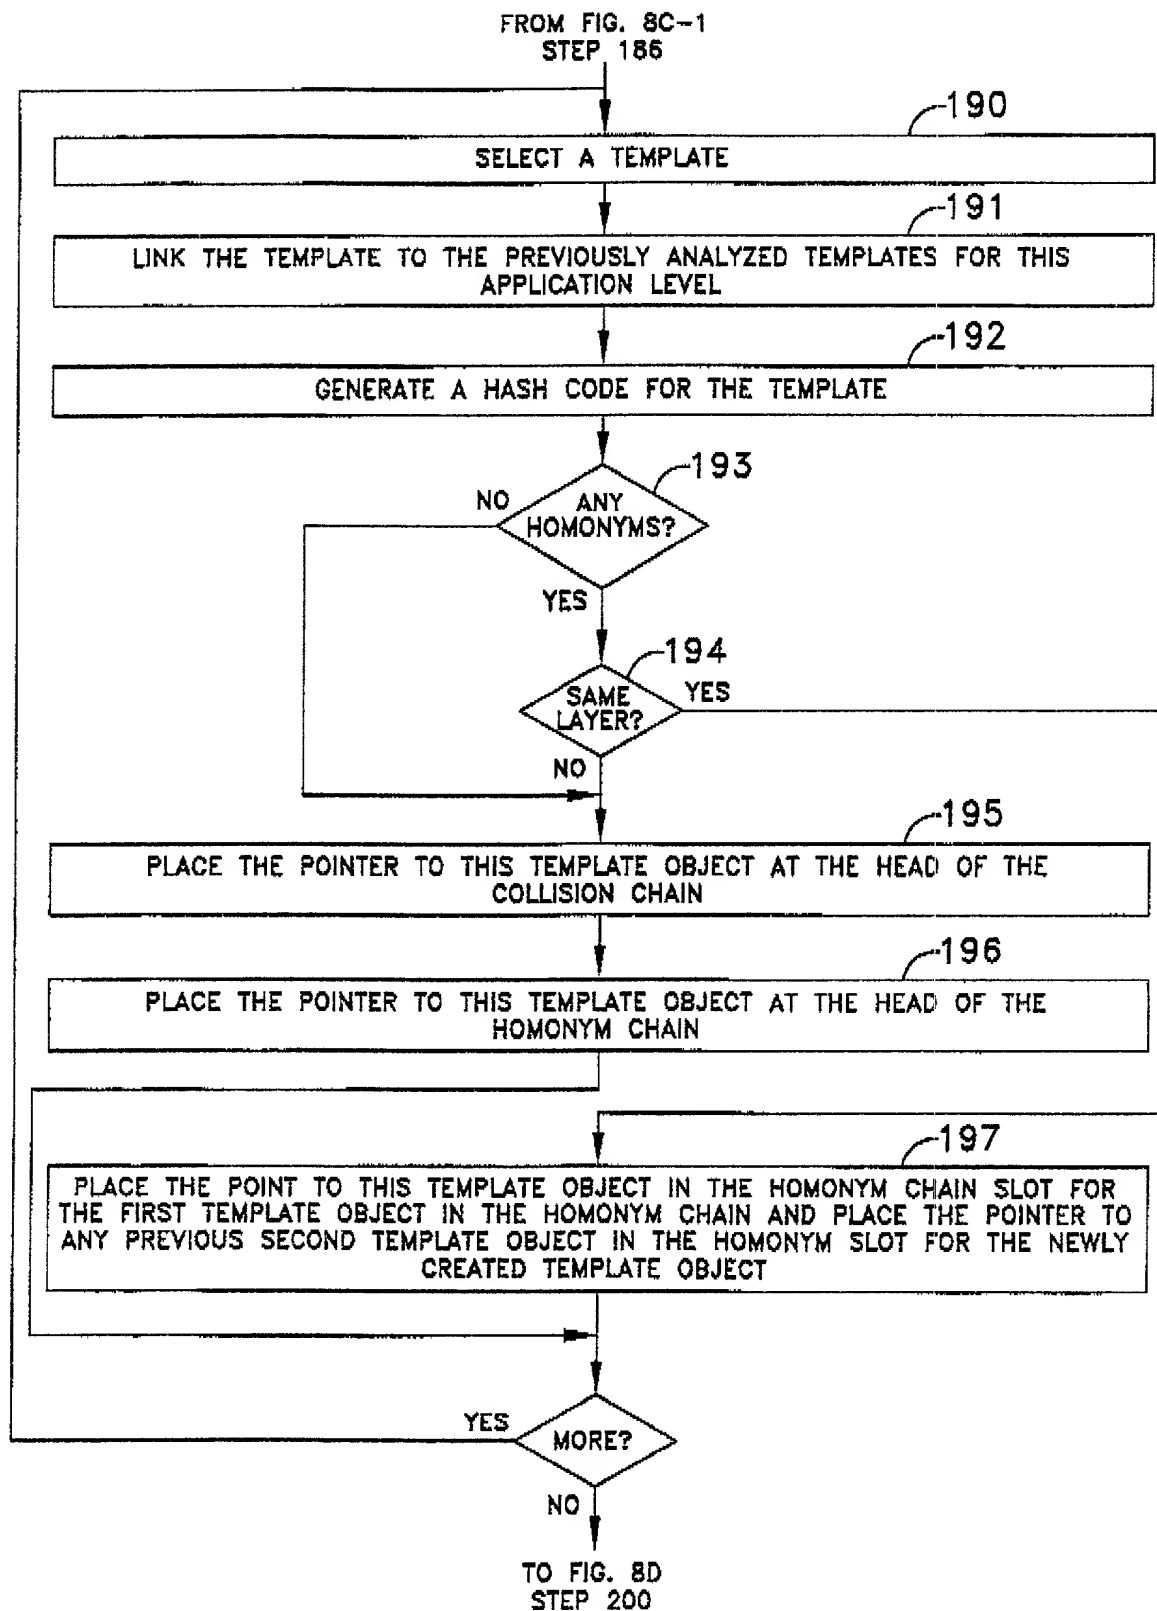 FROM FIG. 8C-1
STEP 186
190
SELECT A TEMPLATE
191
LINK THE TEMPLATE TO THE PREVIOUSLY ANALYZED TEMPLATES FOR THIS
APPLICATION LEVEL
192
GENERATE A HASH CODE FOR THE TEMPLATE
193
NO
ANY
HOMONYMS?
YES
194
SAME
LAYER?
YES
NO
195
PLACE THE POINTER TO THIS TEMPLATE OBJECT AT THE HEAD OF THE
COLLISION CHAIN
196
PLACE THE POINTER TO THIS TEMPLATE OBJECT AT THE HEAD OF THE
HOMONYM CHAIN
197
PLACE THE POINT TO THIS TEMPLATE OBJECT IN THE HOMONYM CHAIN SLOT FOR
THE FIRST TEMPLATE OBJECT IN THE HOMONYM CHAIN AND PLACE THE POINTER TO
ANY PREVIOUS SECOND TEMPLATE OBJECT IN THE HOMONYM SLOT FOR THE NEWLY
CREATED TEMPLATE OBJECT
YES
MORE?
NO
TO FIG. 8D
STEP 200